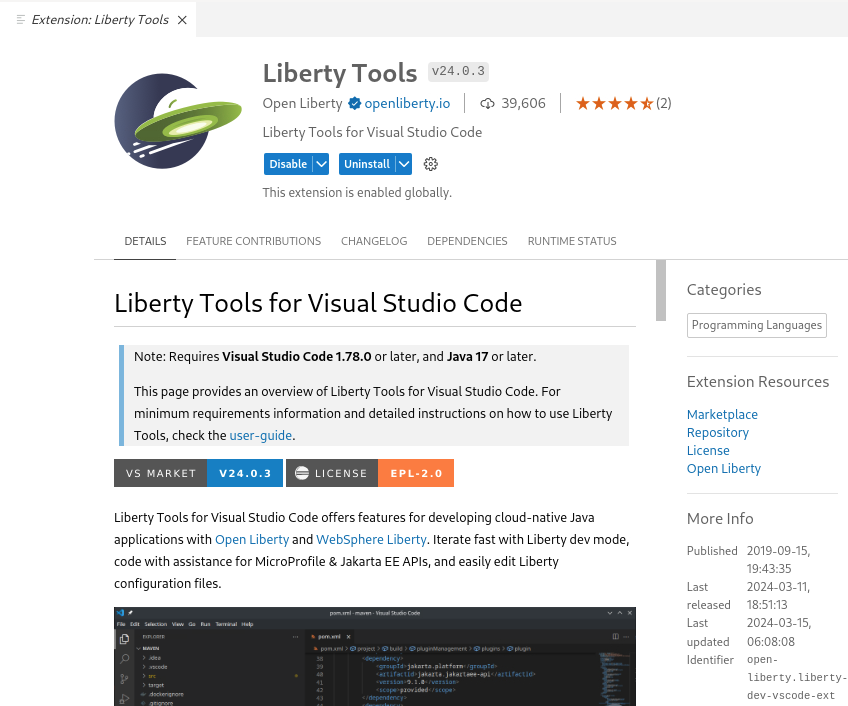 Extension: Liberty Tools
Liberty Tools v24.0.3
Open Liberty openliberty.io 39,606 (2)
Liberty Tools for Visual Studio Code
Disable Uninstall
This extension is enabled globally.
DETAILS FEATURE CONTRIBUTIONS CHANGELOG DEPENDENCIES RUNTIME STATUS
Liberty Tools for Visual Studio Code
Note: Requires Visual Studio Code 1.78.0 or later, and Java 17 or later.
This page provides an overview of Liberty Tools for Visual Studio Code. For
minimum requirements information and detailed instructions on how to use Liberty
Tools, check the user-guide.
VS MARKET V24.0.3 LICENSE EPL-2.0
Liberty Tools for Visual Studio Code offers features for developing cloud-native Java
applications with Open Liberty and WebSphere Liberty. Iterate fast with Liberty dev mode,
code with assistance for MicroProfile & Jakarta EE APIs, and easily edit Liberty
configuration files.
pom.xml - maven - Visual Studio Code
File Edit Selection View Go Run Terminal Help
EXPLORER
MAVEN
.idea
.vscode
src
target
.dockerignore
.gitignore
pom.xml
pom.xml project build pluginManagement plugins plugin
38 <dependency>
39 <groupId>jakarta.platform</groupId>
40 <artifactId>jakarta.jakartaee-api</artifactId>
41 <version>9.1.0</version>
42 <scope>provided</scope>
43 </dependency>
Categories
Programming Languages
Extension Resources
Marketplace
Repository
License
Open Liberty
More Info
Published 2019-09-15,
19:43:35
Last 2024-03-11,
released 18:51:13
Last 2024-03-15,
updated 06:08:08
Identifier open-
liberty.liberty-
dev-vscode-ext